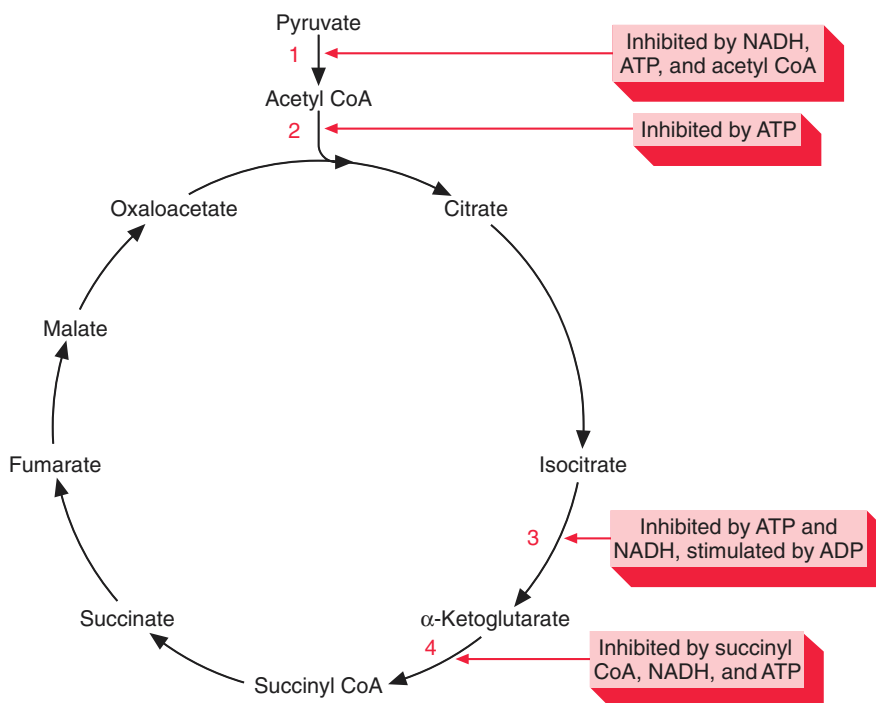 Pyruvate
1
Inhibited by NADH,
ATP, and acetyl CoA
Acetyl CoA
2
Inhibited by ATP
Oxaloacetate
Citrate
Malate
Fumarate
Isocitrate
3
Inhibited by ATP and
NADH, stimulated by ADP
Succinate
α-Ketoglutarate
4
Inhibited by succinyl
CoA, NADH, and ATP
Succinyl CoA